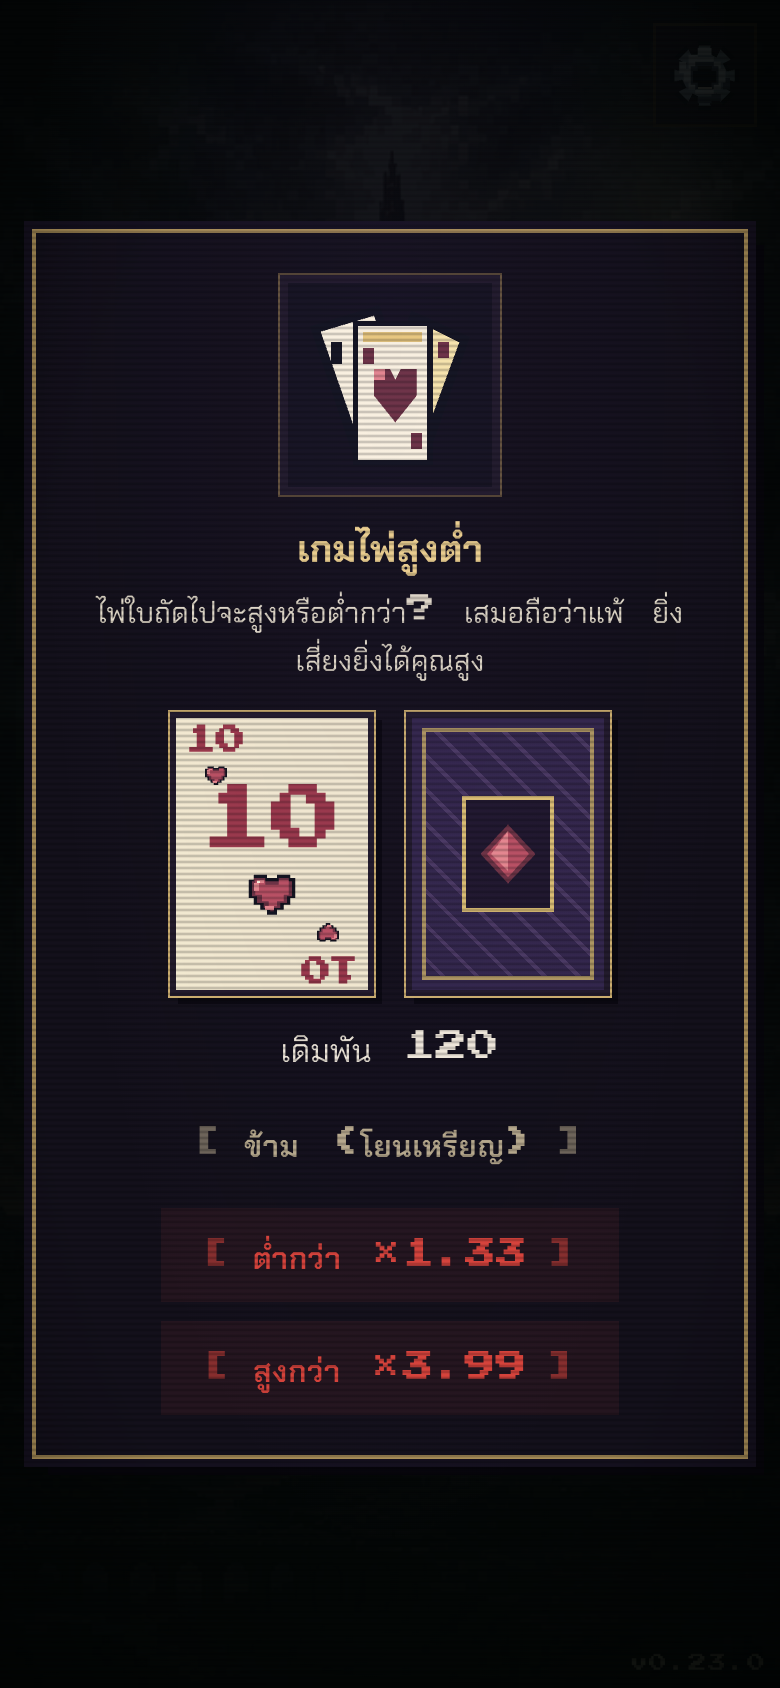 เกมไพ่สูงต่ำ
ไพ่ใบถัดไปจะสูงหรือต่ำกว่า? เสมอถือว่าแพ้ ยิ่ง
เสี่ยงยิ่งได้คูณสูง
10
10
10
เดิมพัน 120
[ ข้าม (โยนเหรียญ) ]
[ ต่ำกว่า ×1.33 ]
[ สูงกว่า ×3.99 ]
v0.23.0